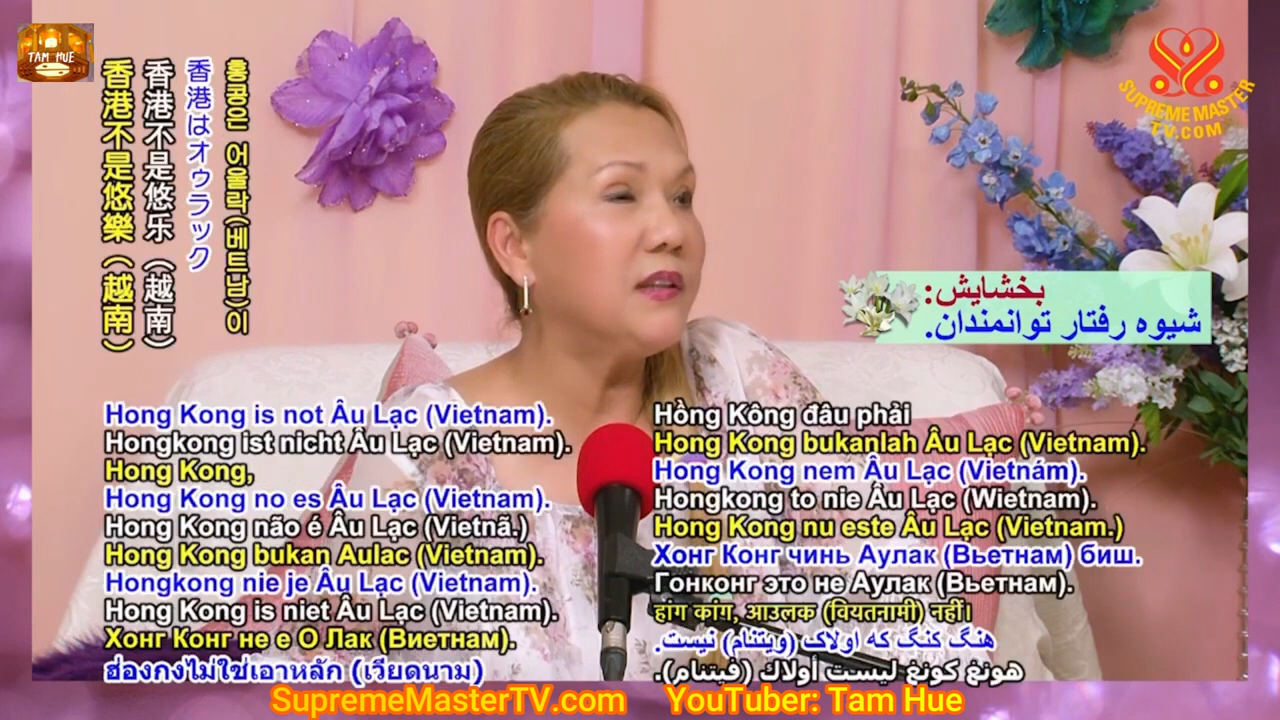 TAM HUE
香港不是悠樂（越南）
香港不是悠乐（越南）
香港はオゥラック
홍콩은 어울락(베트남)이
SUPREME MASTER
TV.COM
بخشایش:
شیوه رفتار توانمندان.
Hong Kong is not Âu Lạc (Vietnam).
Hongkong ist nicht Âu Lạc (Vietnam).
Hong Kong,
Hong Kong no es Âu Lạc (Vietnam).
Hong Kong não é Âu Lạc (Vietnã.)
Hong Kong bukan Aulac (Vietnam).
Hongkong nie je Âu Lạc (Vietnam).
Hong Kong is niet Âu Lạc (Vietnam).
Хонг Конг не е О Лак (Виетнам).
ฮ่องกงไม่ใช่เอาหลัก (เวียดนาม)
Hồng Kông đâu phải
Hong Kong bukanlah Âu Lạc (Vietnam).
Hong Kong nem Âu Lạc (Vietnám).
Hongkong to nie Âu Lạc (Wietnam).
Hong Kong nu este Âu Lạc (Vietnam.)
Хонг Конг чинь Аулак (Вьетнам) биш.
Гонконг это не Аулак (Вьетнам).
हांग कांग, आउलक (वियतनामी) नहीं।
هنگ کنگ که اولاک (ویتنام) نیست.
هونغ كونغ ليست أولاك (فيتنام).
SupremeMasterTV.com YouTuber: Tam Hue